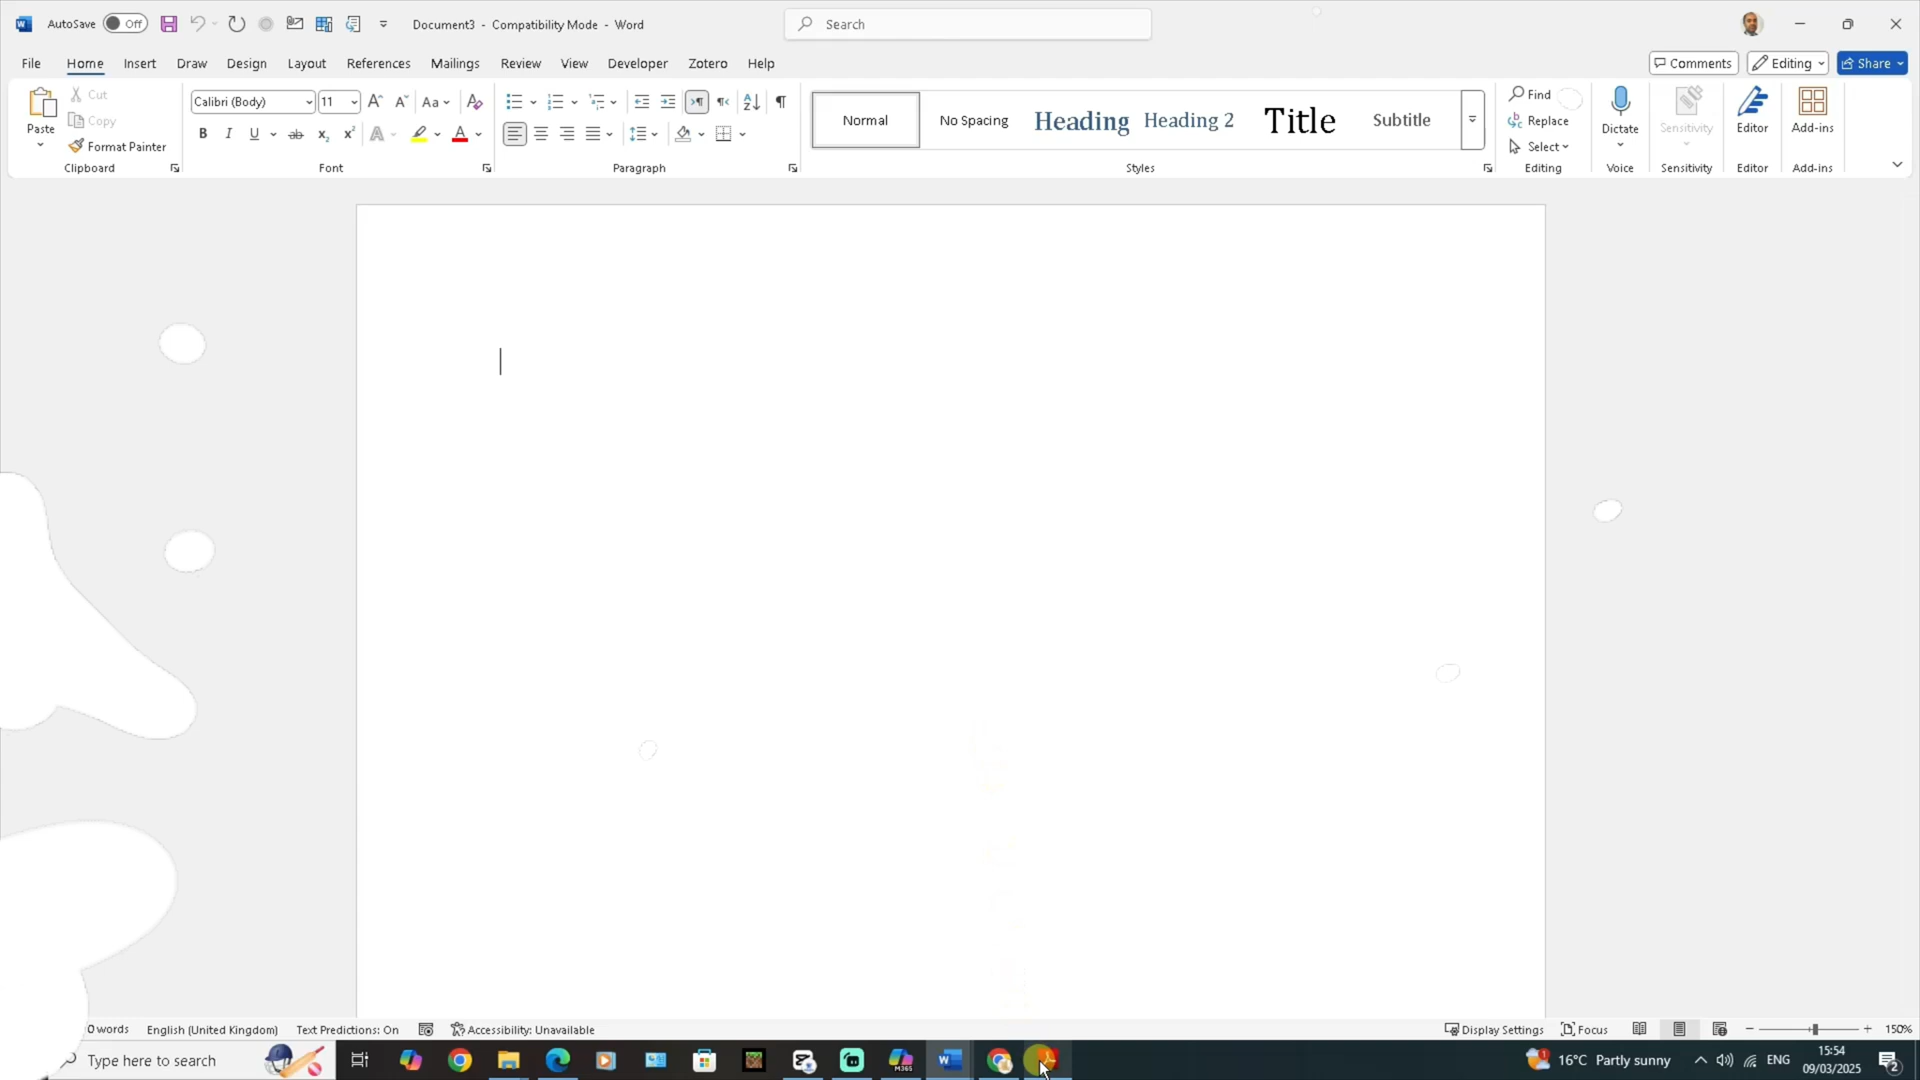 AutoSave Off Document3 - Compatibility Mode - Word Search
File Home Insert Draw Design Layout References Mailings Review View Developer Zotero Help Comments Editing Share
Paste
Cut
Copy
Format Painter
Clipboard
Calibri (Body) 11
Font
Paragraph
Normal No Spacing Heading Heading 2 Title Subtitle
Styles
Find
Replace
Select
Editing
Dictate
Voice
Sensitivity
Sensitivity
Editor
Editor
Add-ins
Add-ins
0 words English (United Kingdom) Text Predictions: On Accessibility: Unavailable Display Settings Focus 150%
Type here to search M365 16°C Partly sunny ENG 15:54
09/03/2025 2